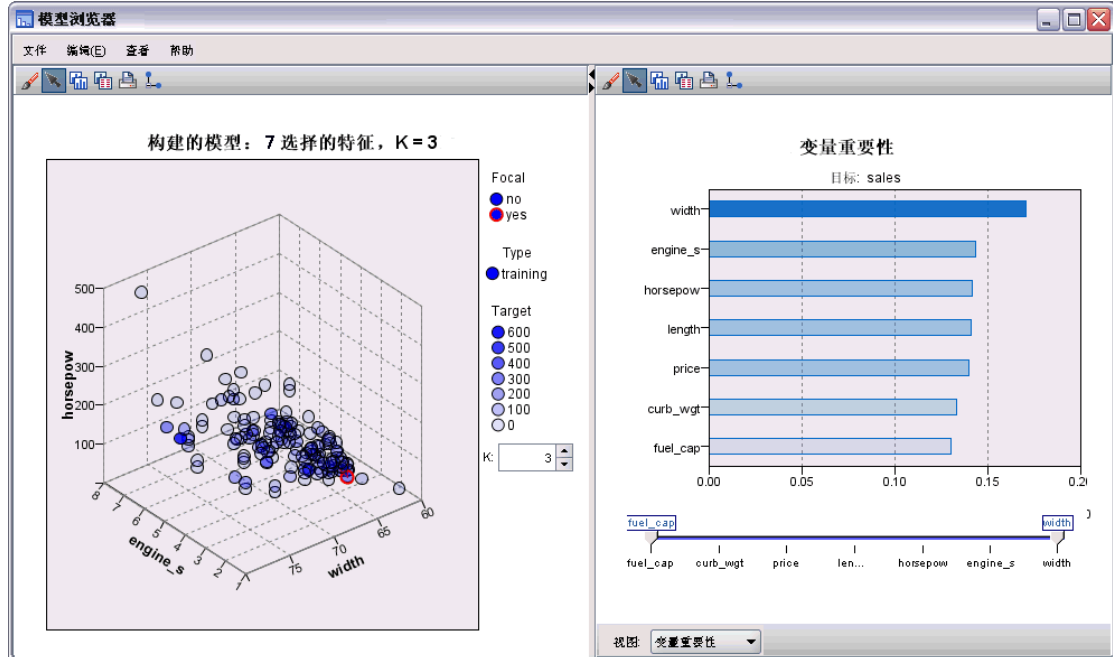 模型浏览器
文件 编辑(E) 查看 帮助
构建的模型: 7 选择的特征, K = 3
Focal
no
yes
Type
training
Target
600
500
400
300
200
100
0
K: 3
horsepow
500
400
300
200
100
8
7
6
5
4
3
2
1
engine_s
75
70
65
60
width
变量重要性
目标: sales
width
engine_s
horsepow
length
price
curb_wgt
fuel_cap
0.00 0.05 0.10 0.15 0.20
fuel_cap width
fuel_cap curb_wgt price len... horsepow engine_s width
视图: 变量重要性